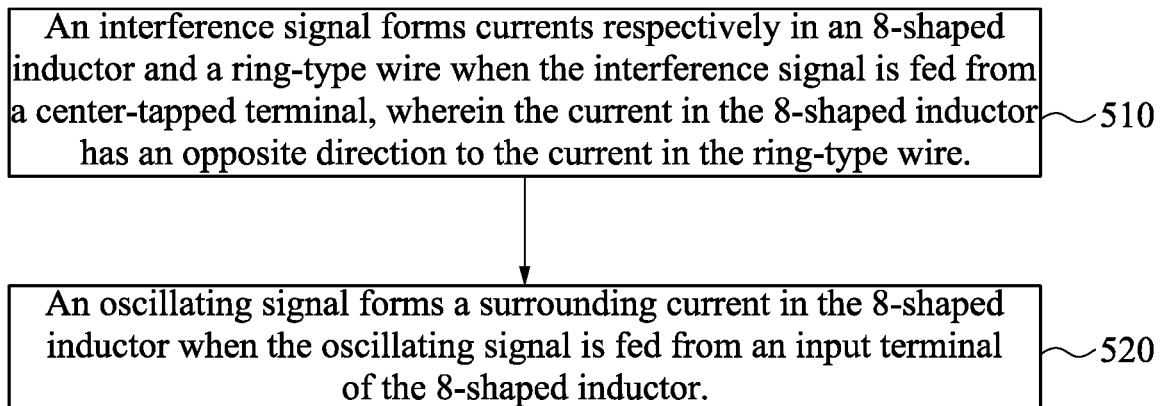 An interference signal forms currents respectively in an 8-shaped
inductor and a ring-type wire when the interference signal is fed from
a center-tapped terminal, wherein the current in the 8-shaped inductor
has an opposite direction to the current in the ring-type wire.
510
An oscillating signal forms a surrounding current in the 8-shaped
inductor when the oscillating signal is fed from an input terminal
of the 8-shaped inductor.
520